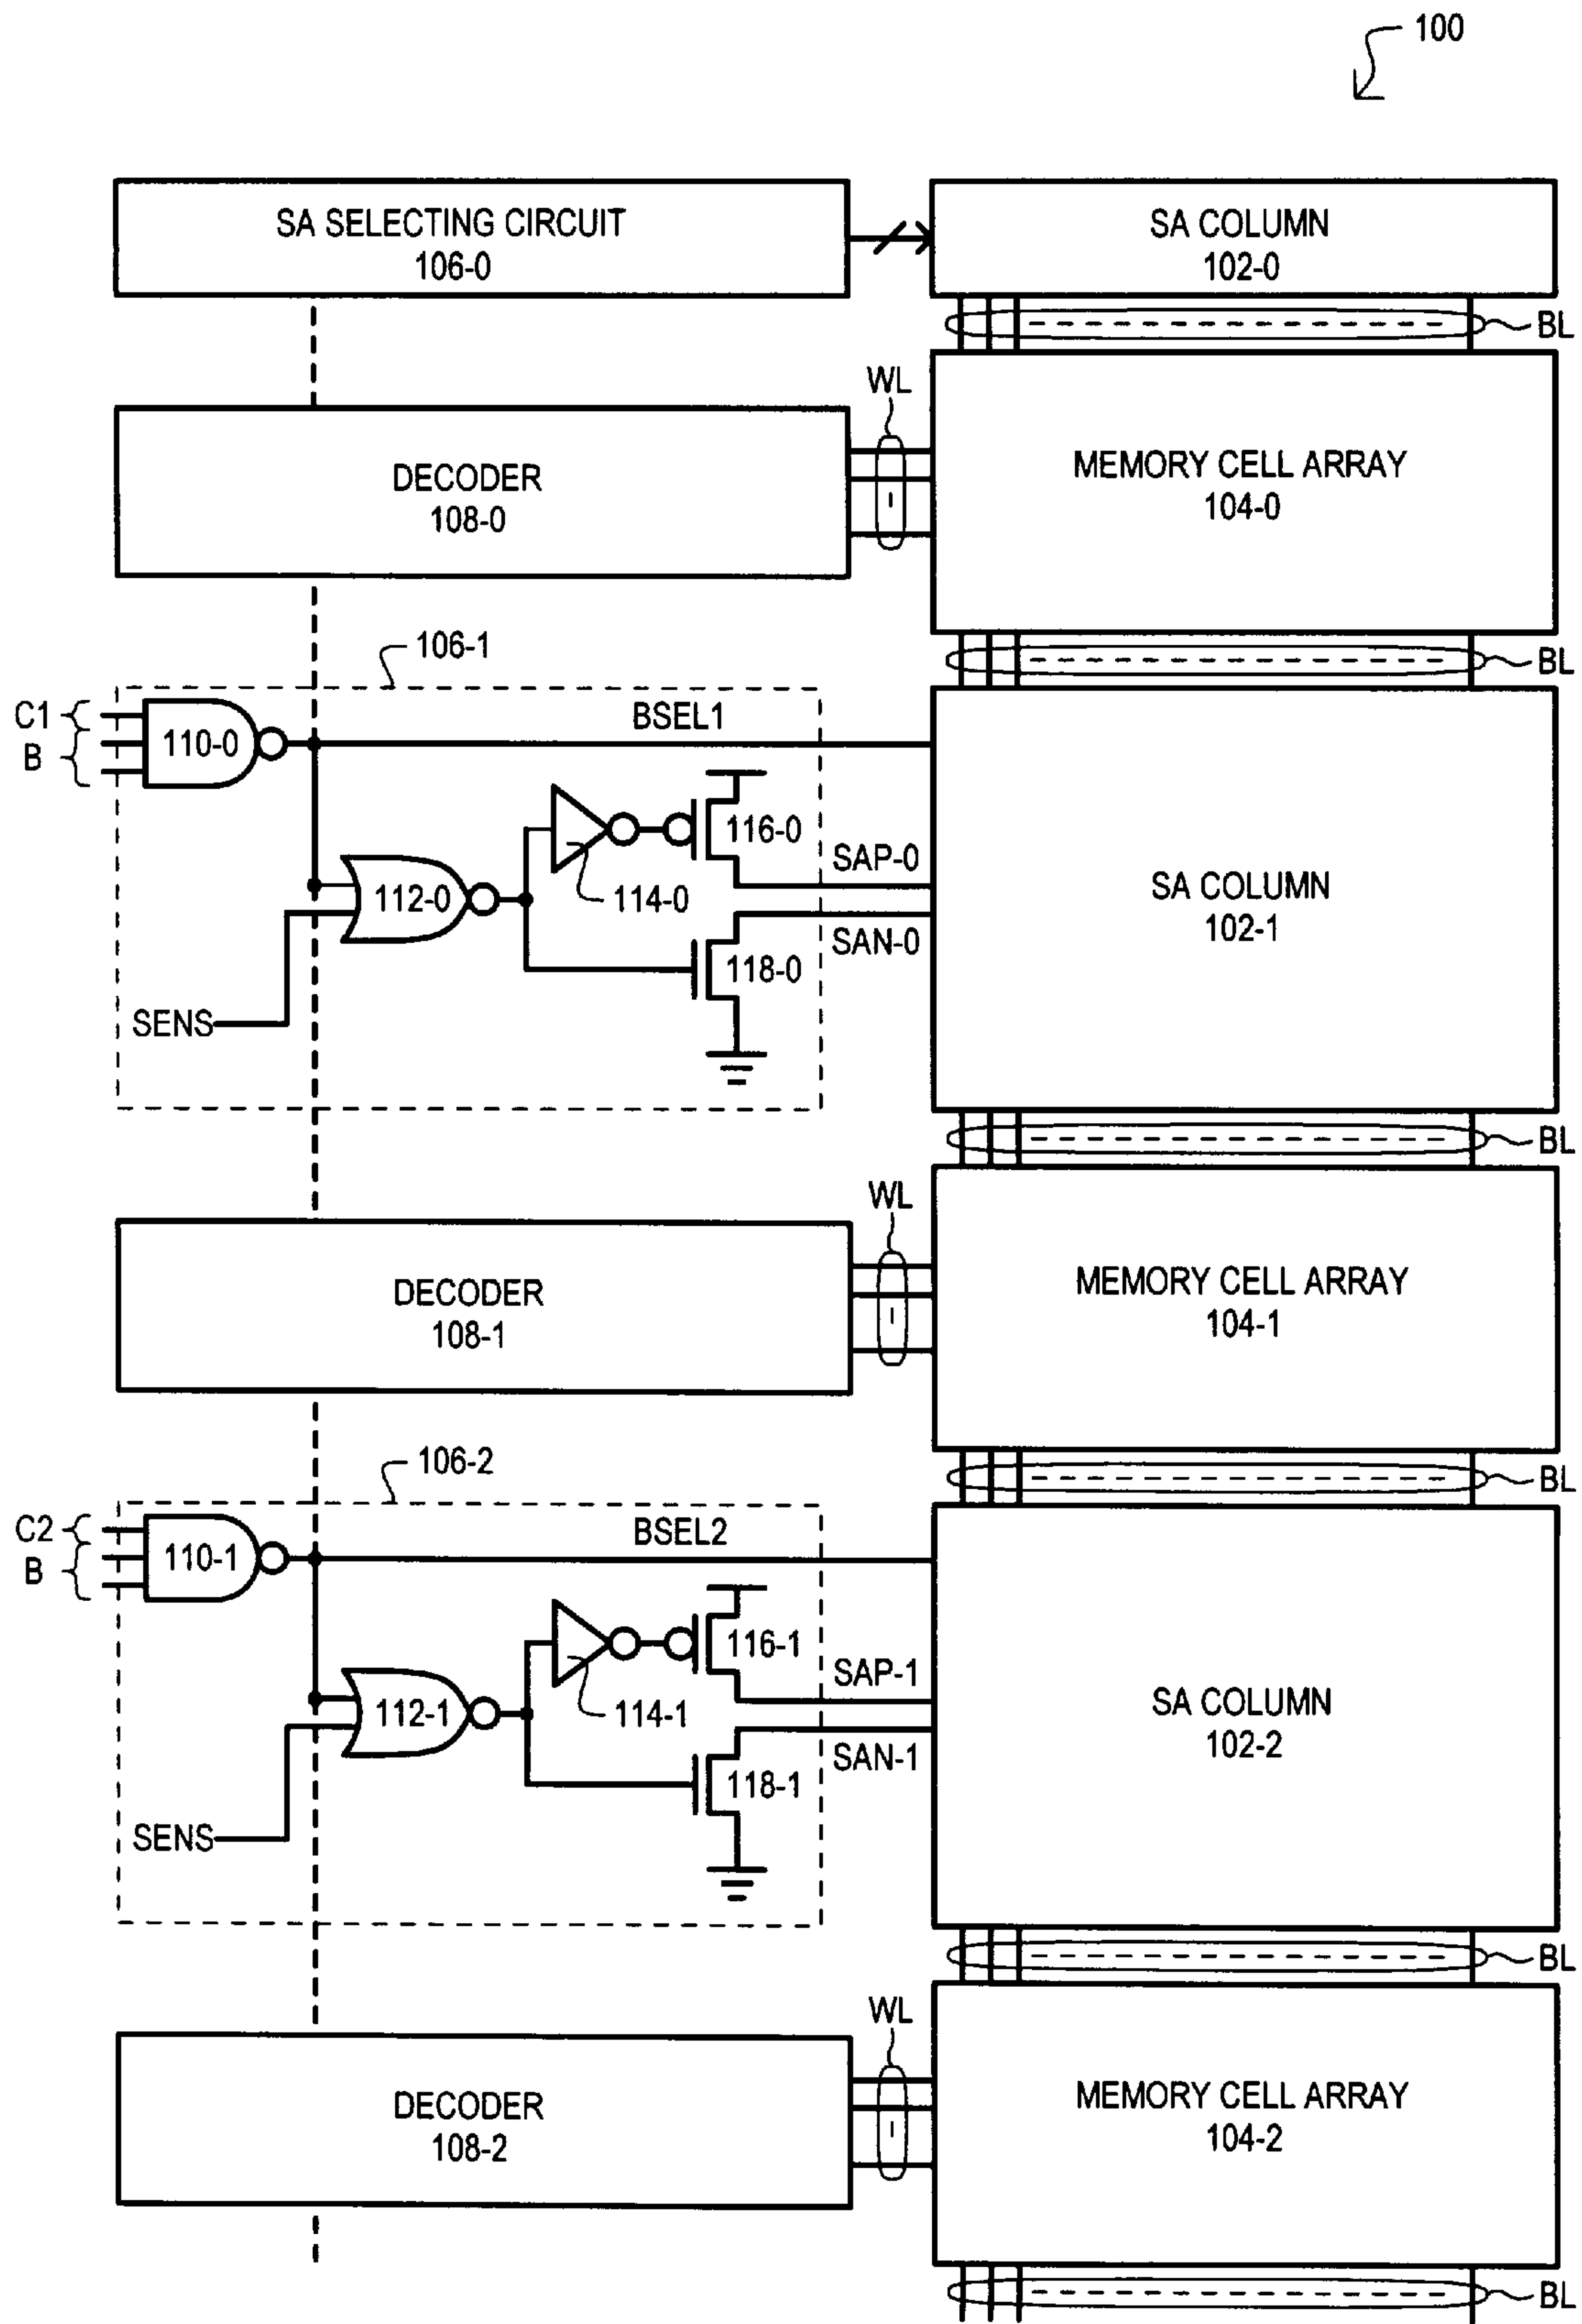 100
SA SELECTING CIRCUIT
106-0
SA COLUMN
102-0
BL
WL
DECODER
108-0
MEMORY CELL ARRAY
104-0
BL
106-1
C1
B
110-0
BSEL1
116-0
SAP-0
112-0
114-0
SAN-0
118-0
SENS
SA COLUMN
102-1
BL
WL
DECODER
108-1
MEMORY CELL ARRAY
104-1
BL
106-2
C2
B
110-1
BSEL2
116-1
SAP-1
112-1
114-1
SAN-1
118-1
SENS
SA COLUMN
102-2
BL
WL
DECODER
108-2
MEMORY CELL ARRAY
104-2
BL